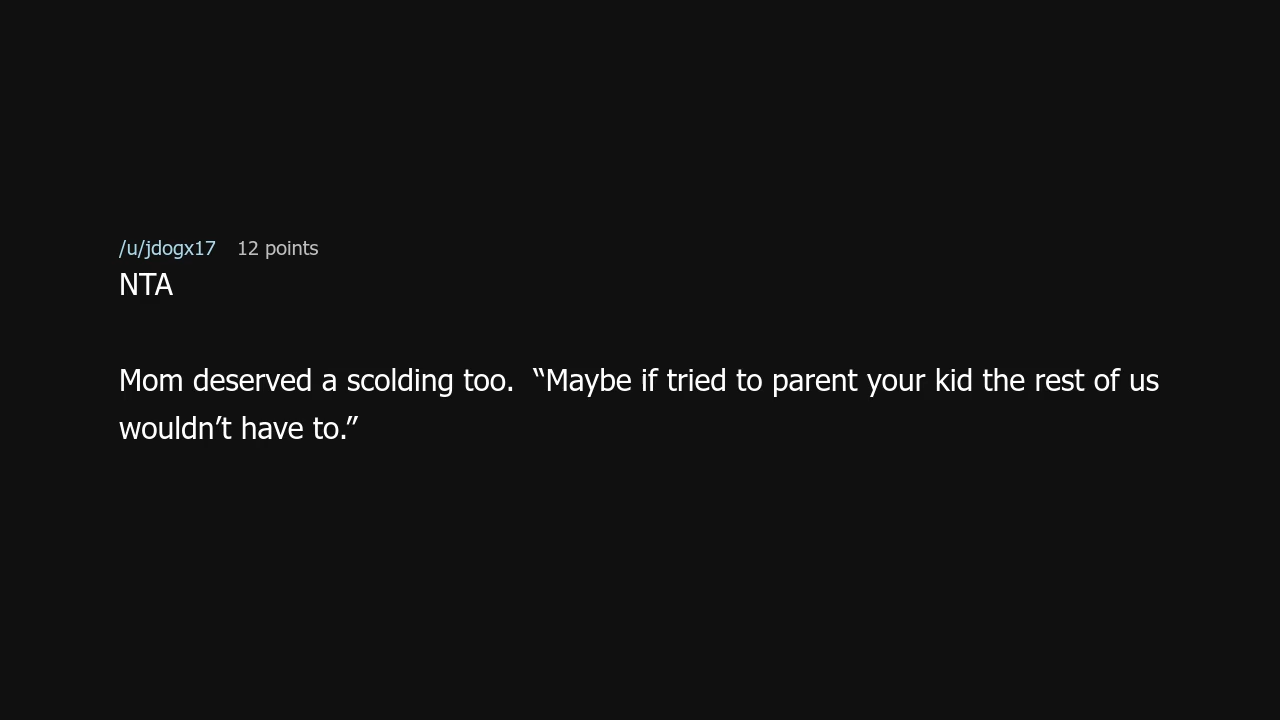 /u/jdogx17 12 points
NTA
Mom deserved a scolding too.  “Maybe if tried to parent your kid the rest of us
wouldn’t have to.”